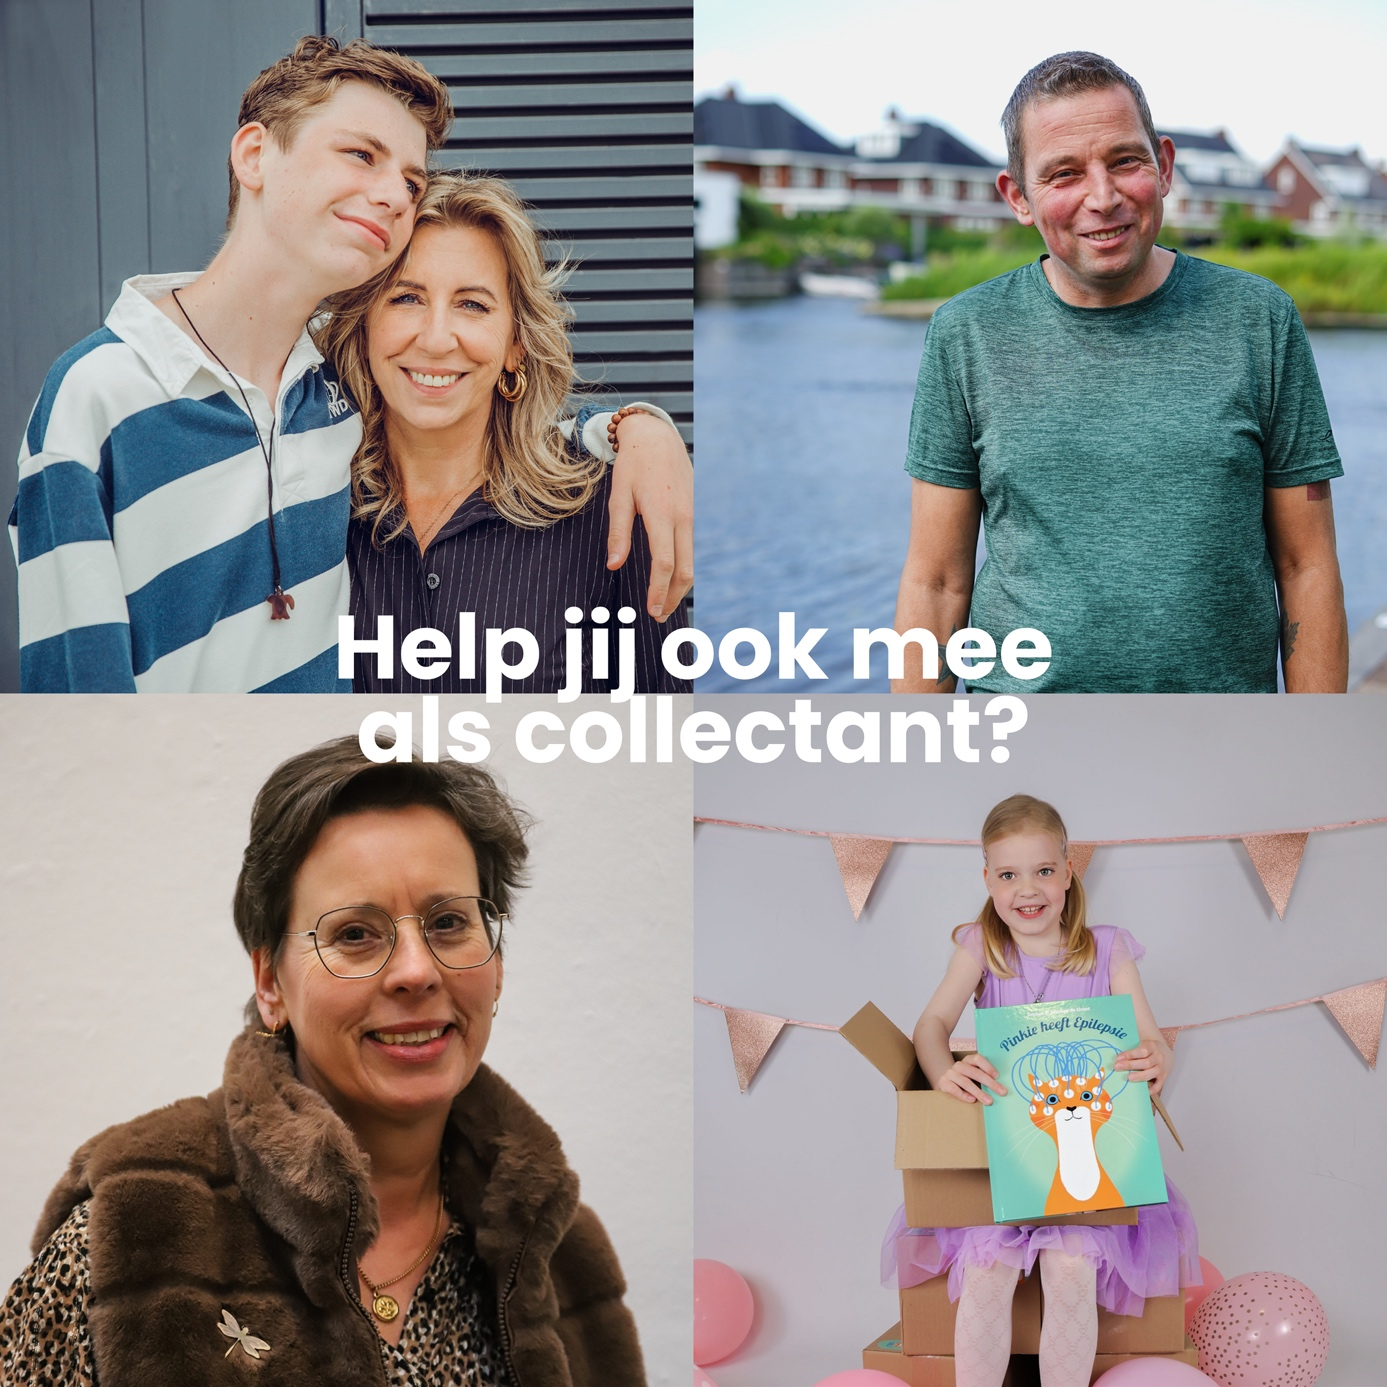 Help jij ook mee
als collectant?
Pinkie heeft Epilepsie